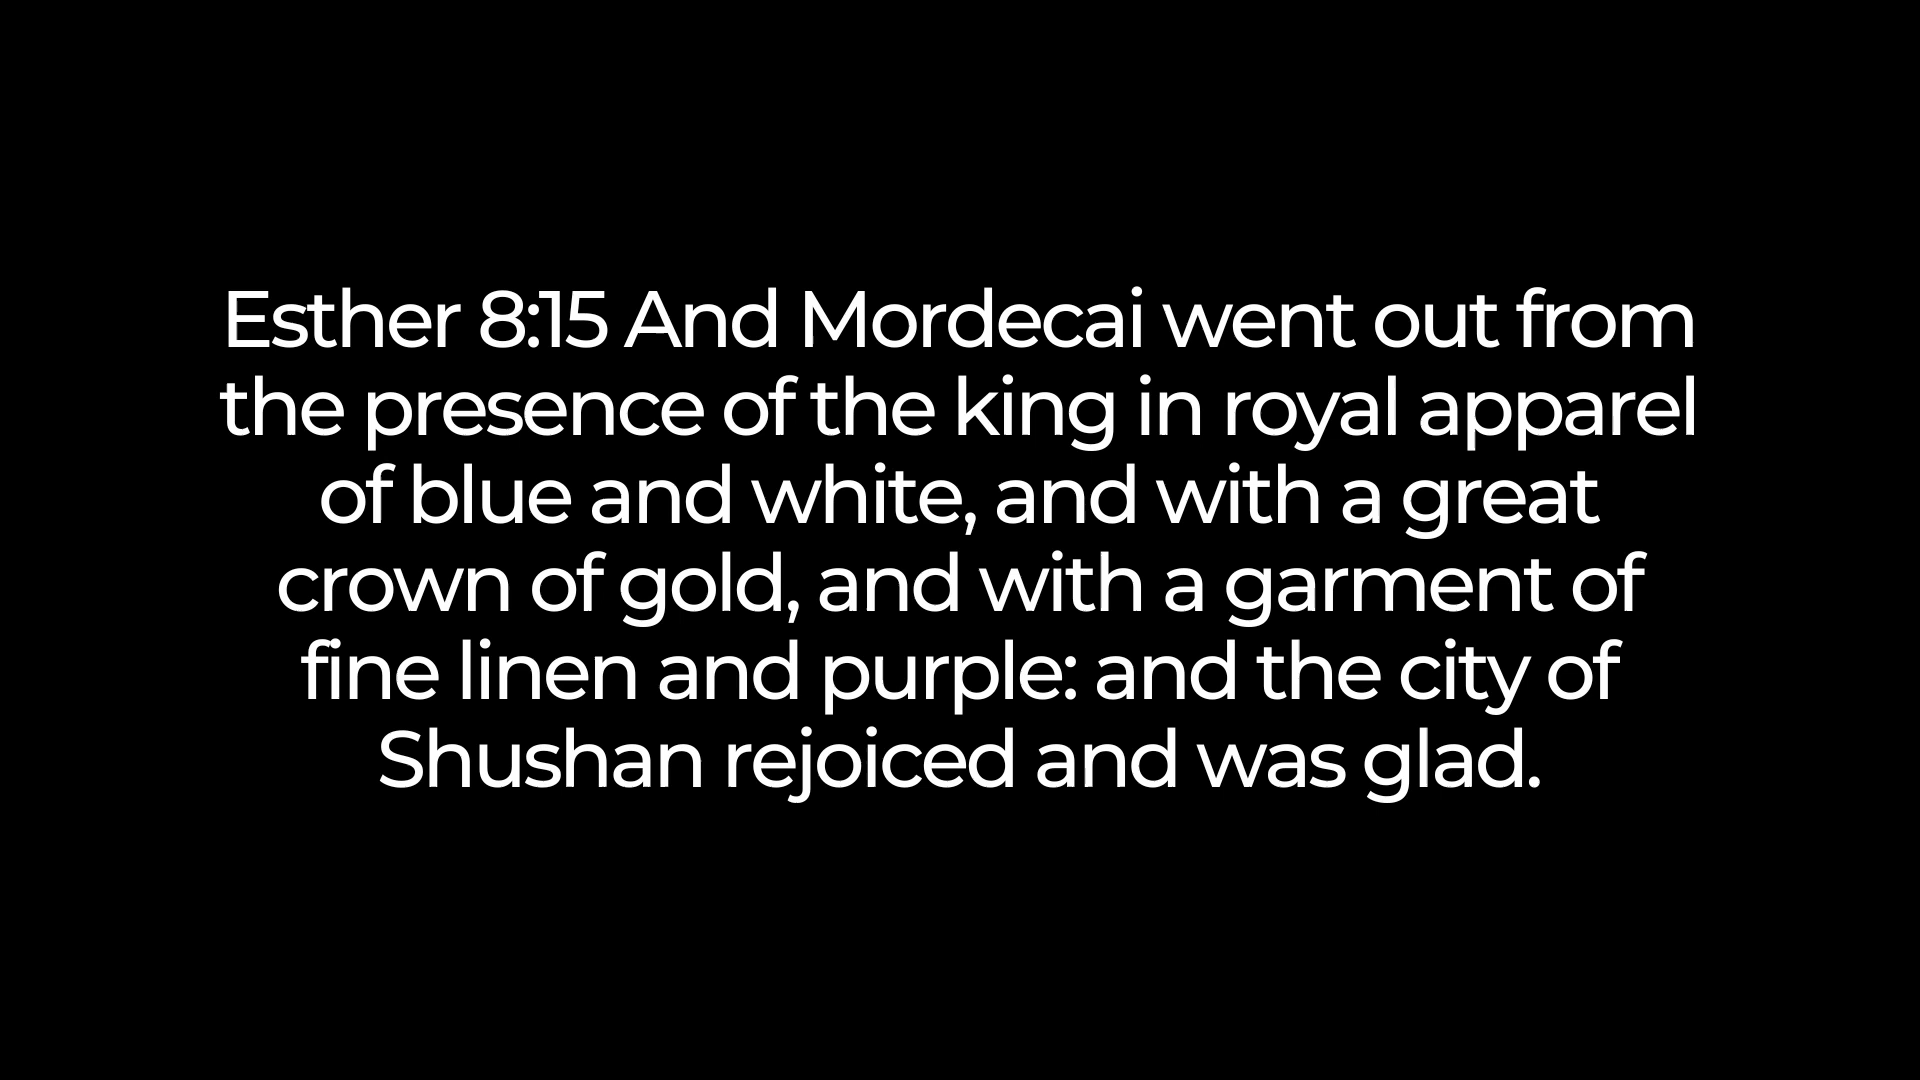 Esther 8:15 And Mordecai went out from
the presence of the king in royal apparel
of blue and white, and with a great
crown of gold, and with a garment of
fine linen and purple: and the city of
Shushan rejoiced and was glad.